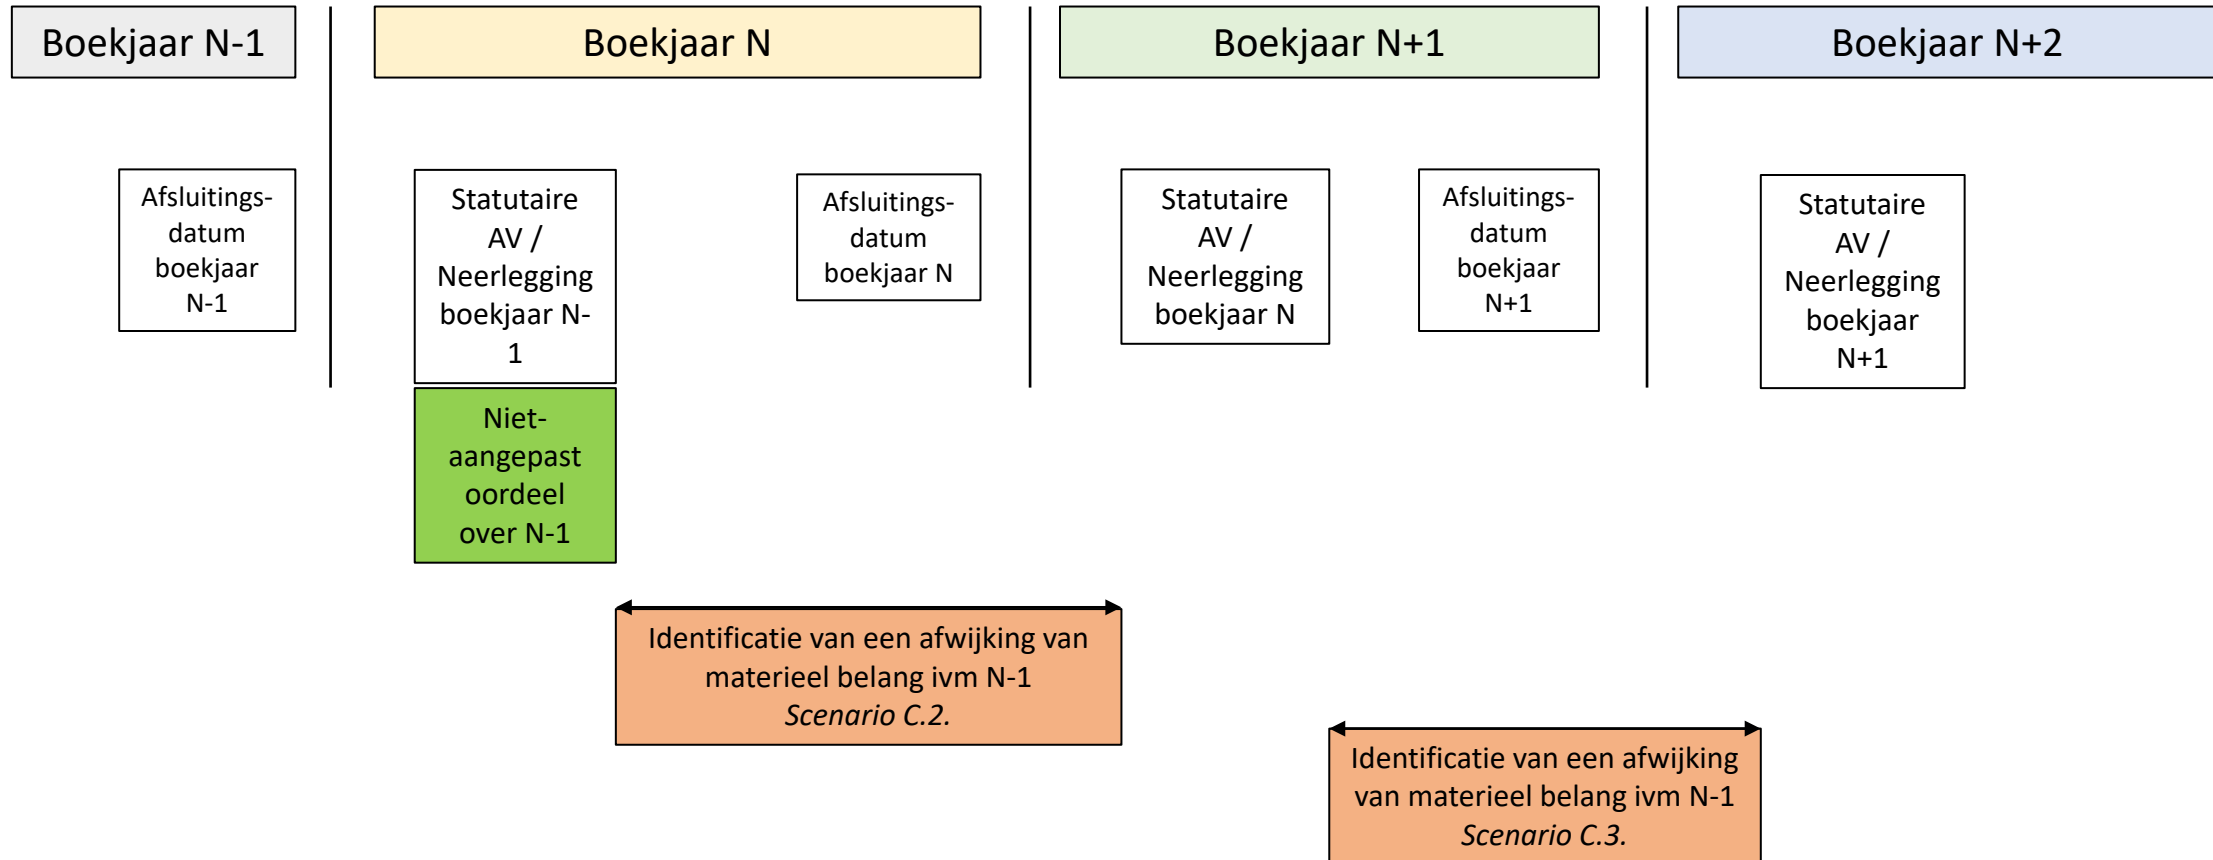 Boekjaar N-1
Boekjaar N
Boekjaar N+1
Boekjaar N+2
Afsluitings-
datum
boekjaar
N-1
Statutaire
AV /
Neerlegging
boekjaar N-
1
Afsluitings-
datum
boekjaar N
Statutaire
AV /
Neerlegging
boekjaar N
Afsluitings-
datum
boekjaar
N+1
Statutaire
AV /
Neerlegging
boekjaar
N+1
Niet-
aangepast
oordeel
over N-1
Identificatie van een afwijking van
materieel belang ivm N-1
Scenario C.2.
Identificatie van een afwijking
van materieel belang ivm N-1
Scenario C.3.